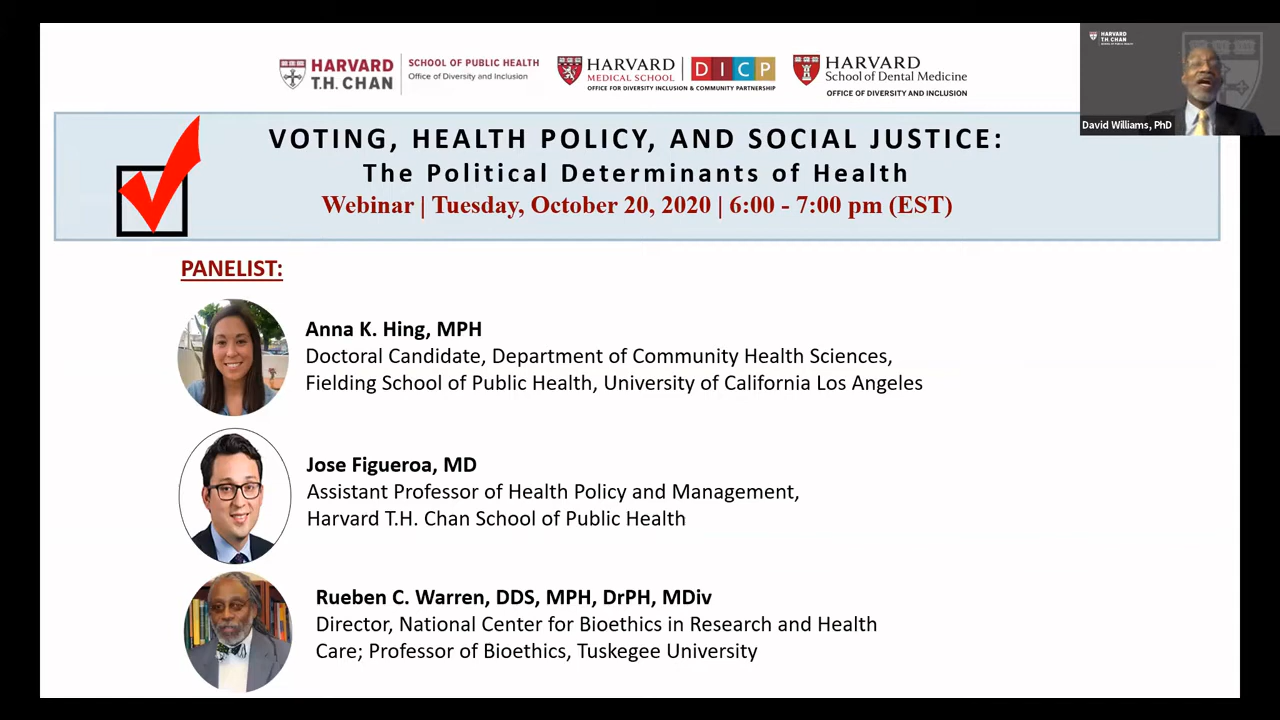 HARVARD
T.H. CHAN
SCHOOL OF PUBLIC HEALTH
Office of Diversity and Inclusion
HARVARD
MEDICAL SCHOOL
DICP
OFFICE FOR DIVERSITY INCLUSION & COMMUNITY PARTNERSHIP
HARVARD
School of Dental Medicine
OFFICE OF DIVERSITY AND INCLUSION
HARVARD
T.H. CHAN
David Williams, PhD
VOTING, HEALTH POLICY, AND SOCIAL JUSTICE:
The Political Determinants of Health
Webinar | Tuesday, October 20, 2020 | 6:00 - 7:00 pm (EST)
PANELIST:
Anna K. Hing, MPH
Doctoral Candidate, Department of Community Health Sciences,
Fielding School of Public Health, University of California Los Angeles
Jose Figueroa, MD
Assistant Professor of Health Policy and Management,
Harvard T.H. Chan School of Public Health
Rueben C. Warren, DDS, MPH, DrPH, MDiv
Director, National Center for Bioethics in Research and Health
Care; Professor of Bioethics, Tuskegee University